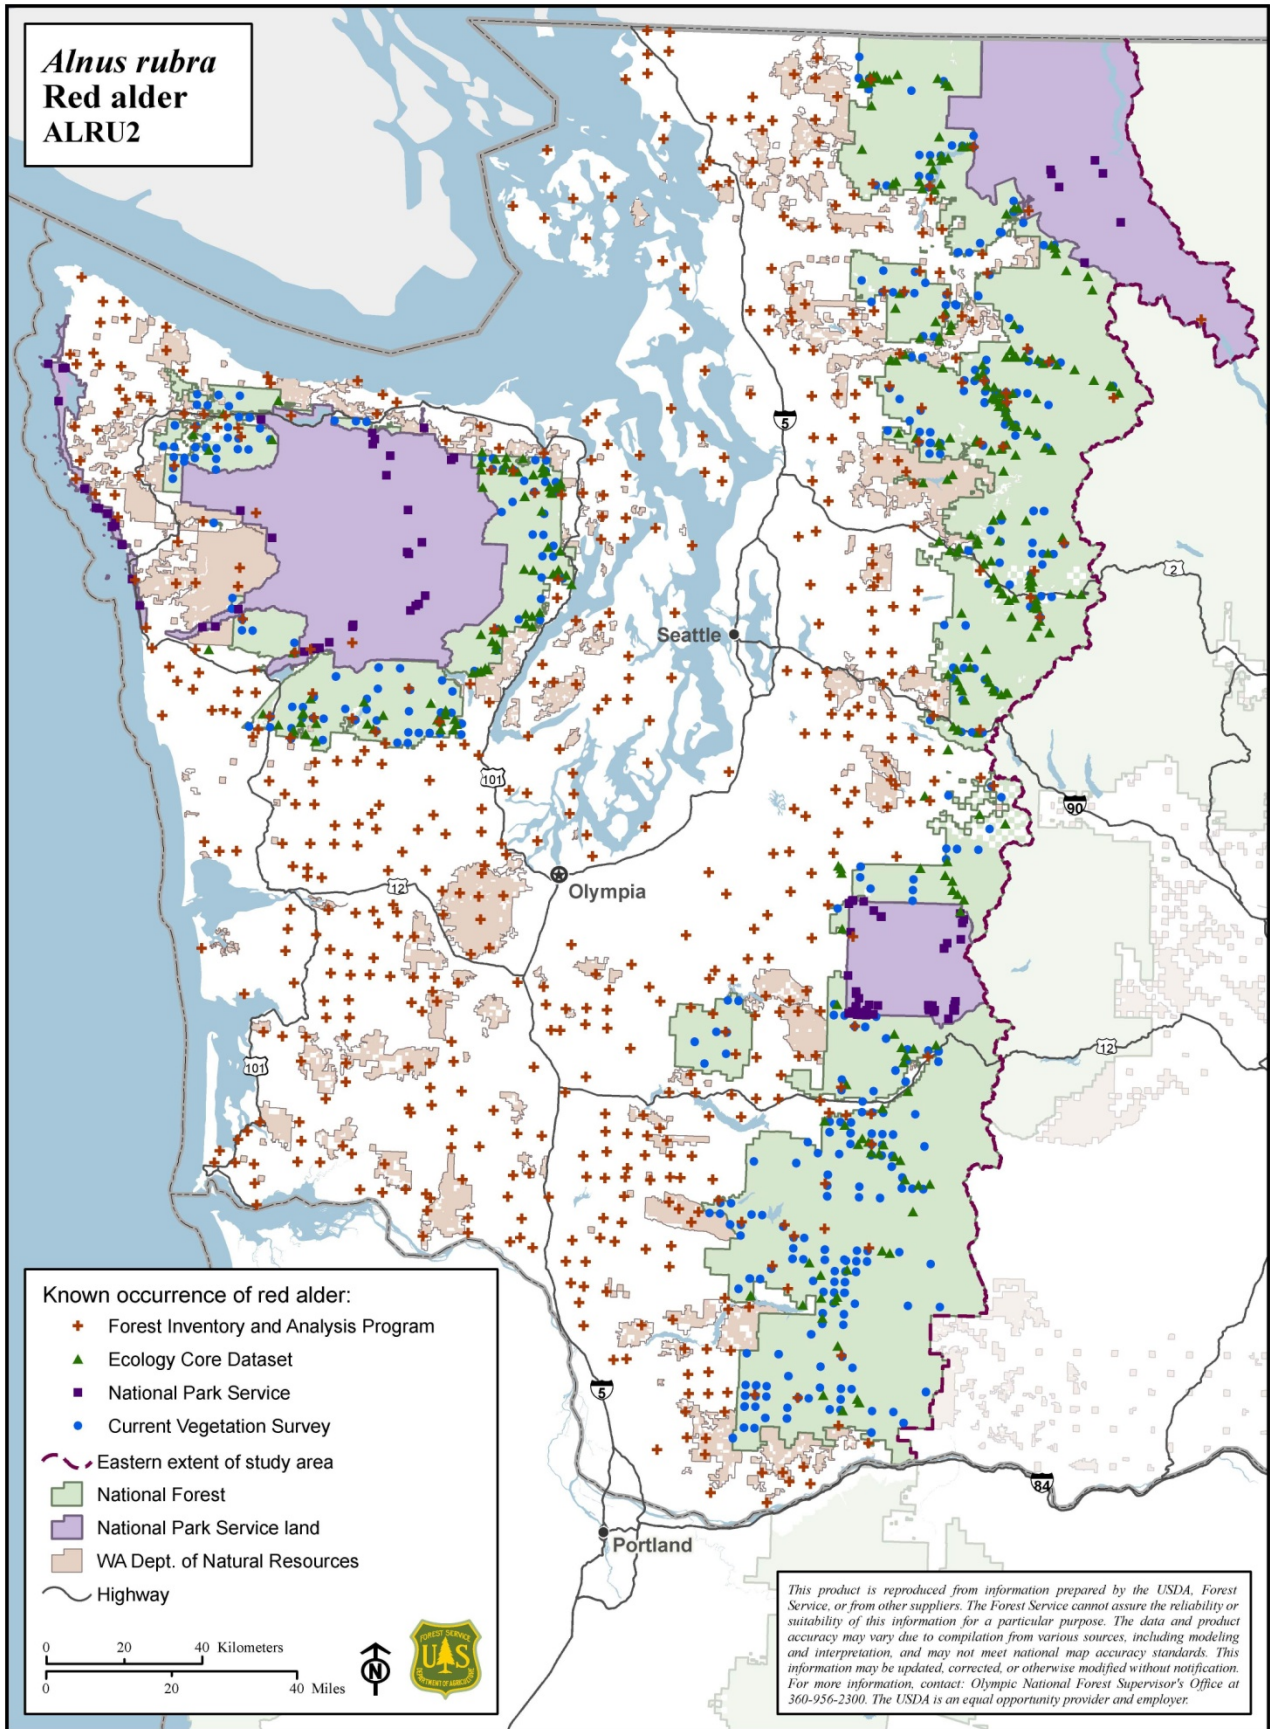 Alnus rubra
Red alder
ALRU2
5
2
Seattle
101
90
12
Olympia
101
12
5
84
Portland
Known occurrence of red alder:
Forest Inventory and Analysis Program
Ecology Core Dataset
National Park Service
Current Vegetation Survey
Eastern extent of study area
National Forest
National Park Service land
WA Dept. of Natural Resources
Highway
0 20 40 Kilometers
0 20 40 Miles
N
FOREST SERVICE
U S
DEPARTMENT OF AGRICULTURE
This product is reproduced from information prepared by the USDA, Forest
Service, or from other suppliers. The Forest Service cannot assure the reliability or
suitability of this information for a particular purpose. The data and product
accuracy may vary due to compilation from various sources, including modeling
and interpretation, and may not meet national map accuracy standards. This
information may be updated, corrected, or otherwise modified without notification.
For more information, contact: Olympic National Forest Supervisor's Office at
360-956-2300. The USDA is an equal opportunity provider and employer.